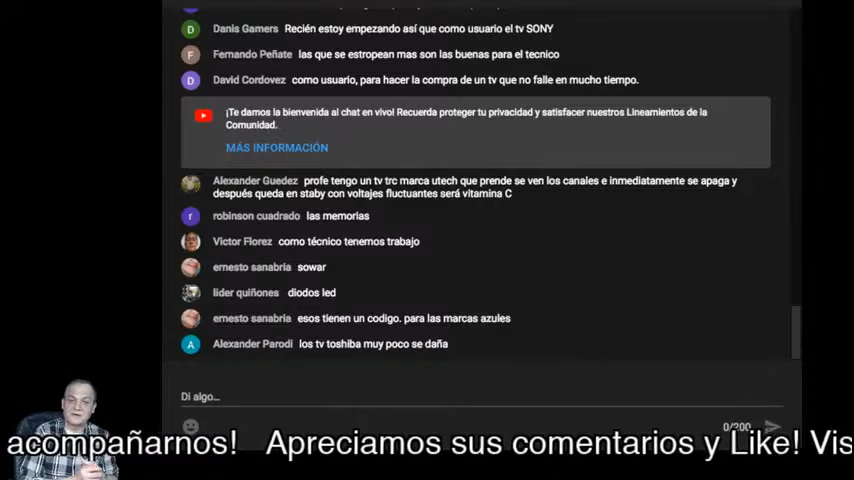 D Danis Gamers Recién estoy empezando así que como usuario el tv SONY
F Fernando Peñate las que se estropean mas son las buenas para el tecnico
D David Cordovez como usuario, para hacer la compra de un tv que no falle en mucho tiempo.
¡Te damos la bienvenida al chat en vivo! Recuerda proteger tu privacidad y satisfacer nuestros Lineamientos de la
Comunidad.
MÁS INFORMACIÓN
Alexander Guedez profe tengo un tv trc marca utech que prende se ven los canales e inmediatamente se apaga y
después queda en staby con voltajes fluctuantes será vitamina C
r robinson cuadrado las memorias
Victor Florez como técnico tenemos trabajo
ernesto sanabria sowar
lider quiñones diodos led
ernesto sanabria esos tienen un codigo. para las marcas azules
A Alexander Parodi los tv toshiba muy poco se daña
Di algo...
0/200
acompañarnos! Apreciamos sus comentarios y Like! Vis